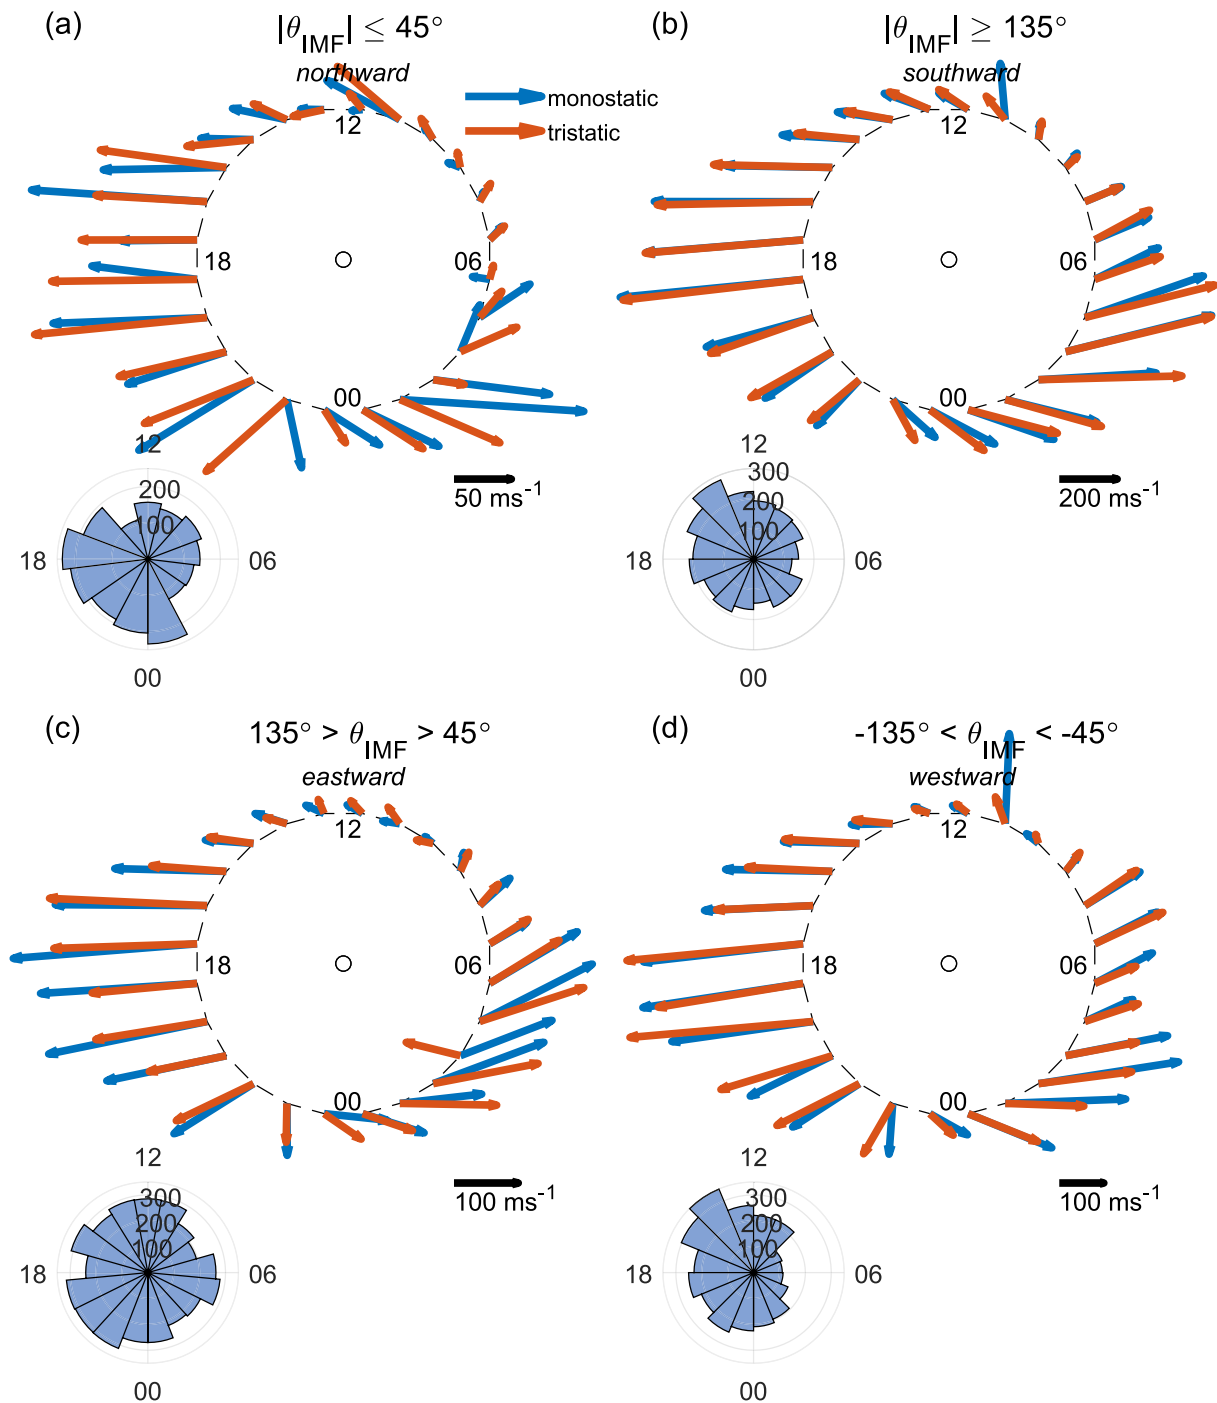 (a)
|θIMF| ≤ 45°
northward
(b)
|θIMF| ≥ 135°
southward
monostatic
tristatic
12
18
06
00
50 ms-1
12
18
06
00
200 ms-1
12
200
100
18
06
00
12
300
200
100
18
06
00
(c)
135° > θIMF > 45°
eastward
(d)
-135° < θIMF < -45°
westward
12
18
06
00
100 ms-1
12
18
06
00
100 ms-1
12
300
200
100
18
06
00
12
300
200
100
18
06
00